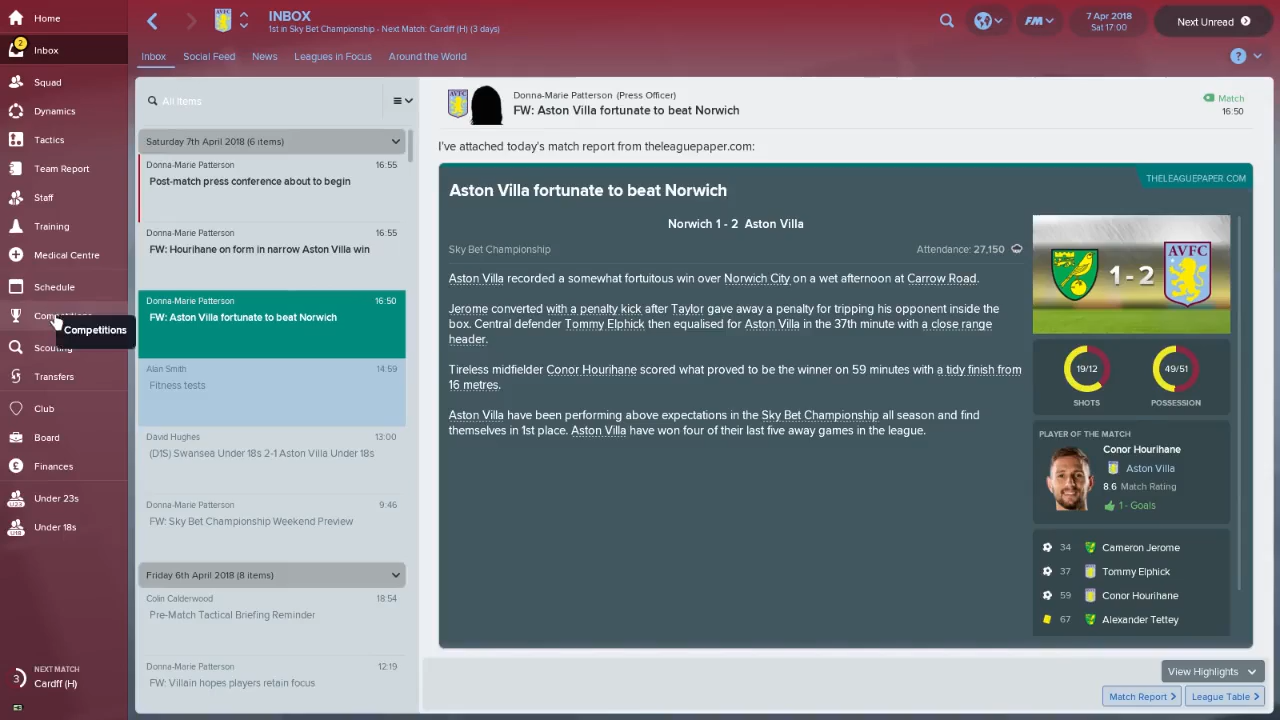 Home
2
Inbox
Squad
Dynamics
Tactics
Team Report
Staff
Training
Medical Centre
Schedule
Competitions
Competitions
Scouting
Transfers
Club
Board
Finances
U23
Under 23s
U18
Under 18s
NEXT MATCH
3
Cardiff (H)
INBOX
1st in Sky Bet Championship - Next Match: Cardiff (H) (3 days)
FM
7 Apr 2018
Sat 17:00
Next Unread
Inbox
Social Feed
News
Leagues in Focus
Around the World
?
All Items
Saturday 7th April 2018 (6 items)
Donna-Marie Patterson 16:55
Post-match press conference about to begin
Donna-Marie Patterson 16:55
FW: Hourihane on form in narrow Aston Villa win
Donna-Marie Patterson 16:50
FW: Aston Villa fortunate to beat Norwich
Alan Smith 14:59
Fitness tests
David Hughes 13:00
(D1S) Swansea Under 18s 2-1 Aston Villa Under 18s
Donna-Marie Patterson 9:46
FW: Sky Bet Championship Weekend Preview
Friday 6th April 2018 (8 items)
Colin Calderwood 18:54
Pre-Match Tactical Briefing Reminder
Donna-Marie Patterson 12:19
FW: Villain hopes players retain focus
Donna-Marie Patterson (Press Officer)
FW: Aston Villa fortunate to beat Norwich
Match
16:50
I've attached today's match report from theleaguepaper.com:
THELEAGUEPAPER.COM
Aston Villa fortunate to beat Norwich
Norwich 1 - 2 Aston Villa
Sky Bet Championship
Attendance: 27,150
Aston Villa recorded a somewhat fortuitous win over Norwich City on a wet afternoon at Carrow Road.
Jerome converted with a penalty kick after Taylor gave away a penalty for tripping his opponent inside the
box. Central defender Tommy Elphick then equalised for Aston Villa in the 37th minute with a close range
header.
Tireless midfielder Conor Hourihane scored what proved to be the winner on 59 minutes with a tidy finish from
16 metres.
Aston Villa have been performing above expectations in the Sky Bet Championship all season and find
themselves in 1st place. Aston Villa have won four of their last five away games in the league.
AVFC
1 - 2
19/12
SHOTS
49/51
POSSESSION
PLAYER OF THE MATCH
Conor Hourihane
Aston Villa
8.6 Match Rating
1 - Goals
34 Cameron Jerome
37 Tommy Elphick
59 Conor Hourihane
67 Alexander Tettey
View Highlights
Match Report
League Table